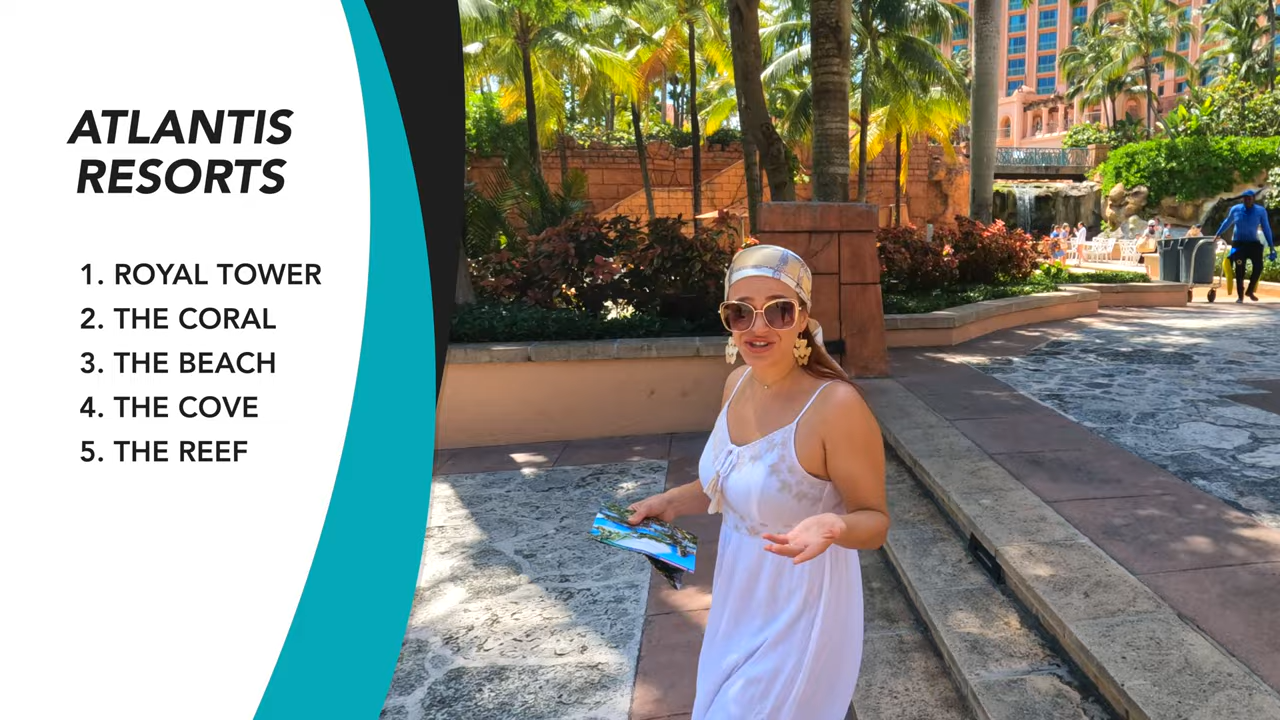 ATLANTIS
RESORTS
1. ROYAL TOWER
2. THE CORAL
3. THE BEACH
4. THE COVE
5. THE REEF